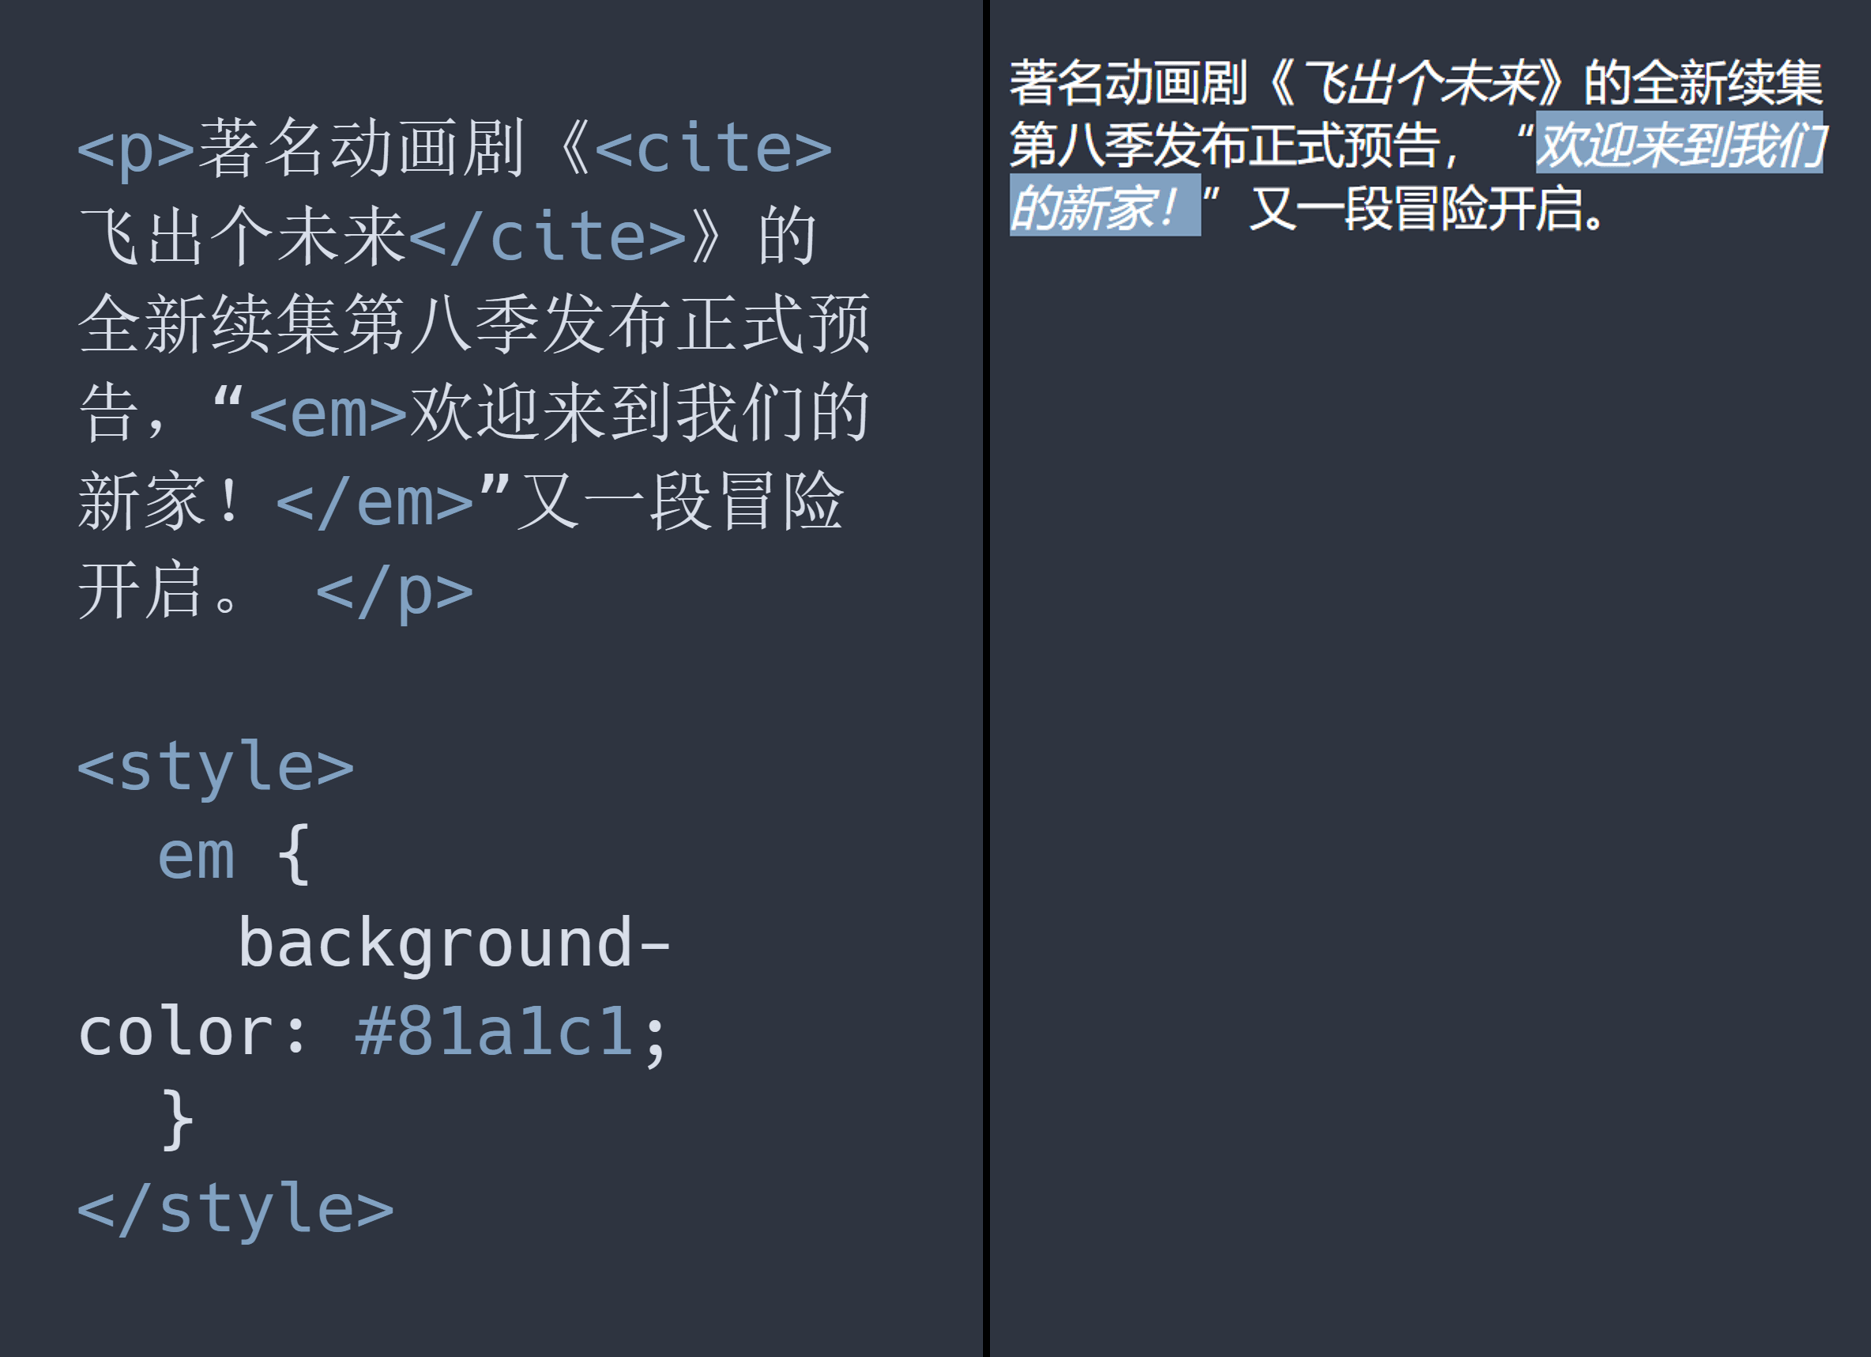 <p>著名动画剧《<cite>
飞出个未来</cite>》的
全新续集第八季发布正式预
告，“<em>欢迎来到我们的
新家！</em>”又一段冒险
开启。 </p>
<style>
  em {
    background-
color: #81a1c1;
  }
</style>
著名动画剧《飞出个未来》的全新续集
第八季发布正式预告，“欢迎来到我们
的新家！”又一段冒险开启。